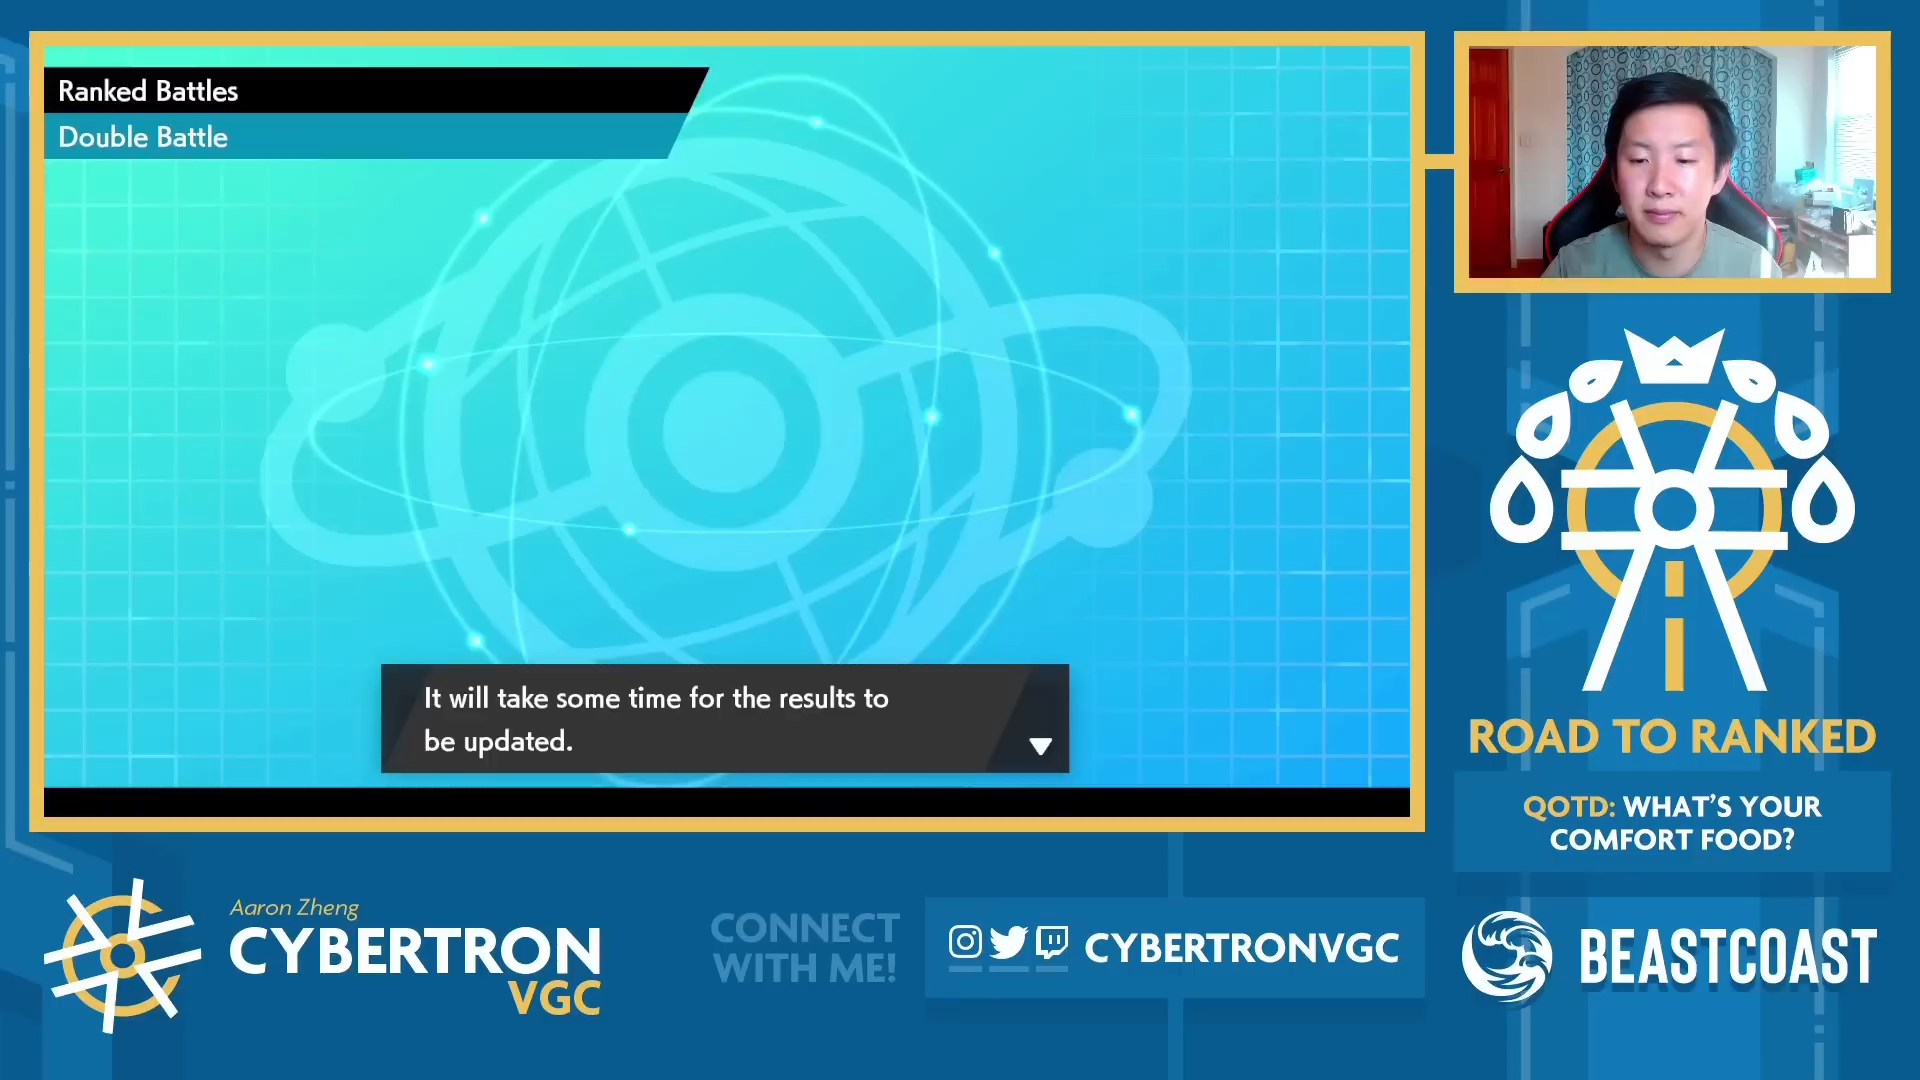 Ranked Battles
Double Battle
It will take some time for the results to
be updated.
ROAD TO RANKED
QOTD: WHAT'S YOUR
COMFORT FOOD?
Aaron Zheng
CYBERTRON
VGC
CONNECT
WITH ME!
CYBERTRONVGC
BEASTCOAST